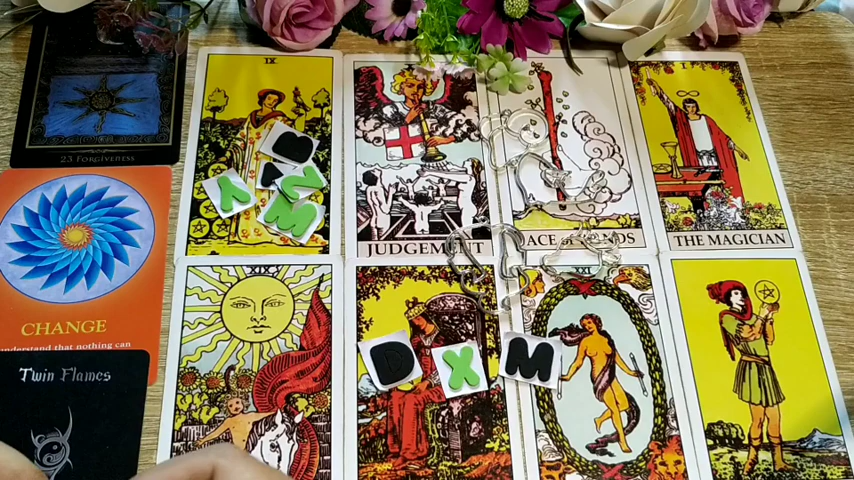 IX
I
23 FORGIVENESS
JUDGEMENT
ACE OF WANDS
THE MAGICIAN
CHANGE
understand that nothing can
XIX
XXI
Y
N
M
D
X
M
Twin Flames